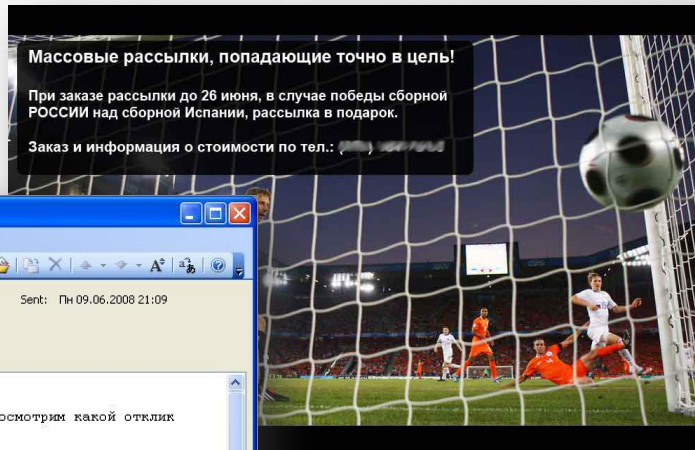 Массовые рассылки, попадающие точно в цель!
При заказе рассылки до 26 июня, в случае победы сборной
РОССИИ над сборной Испании, рассылка в подарок.
Заказ и информация о стоимости по тел.:
Sent: Пн 09.06.2008 21:09
осмотрим какой отклик